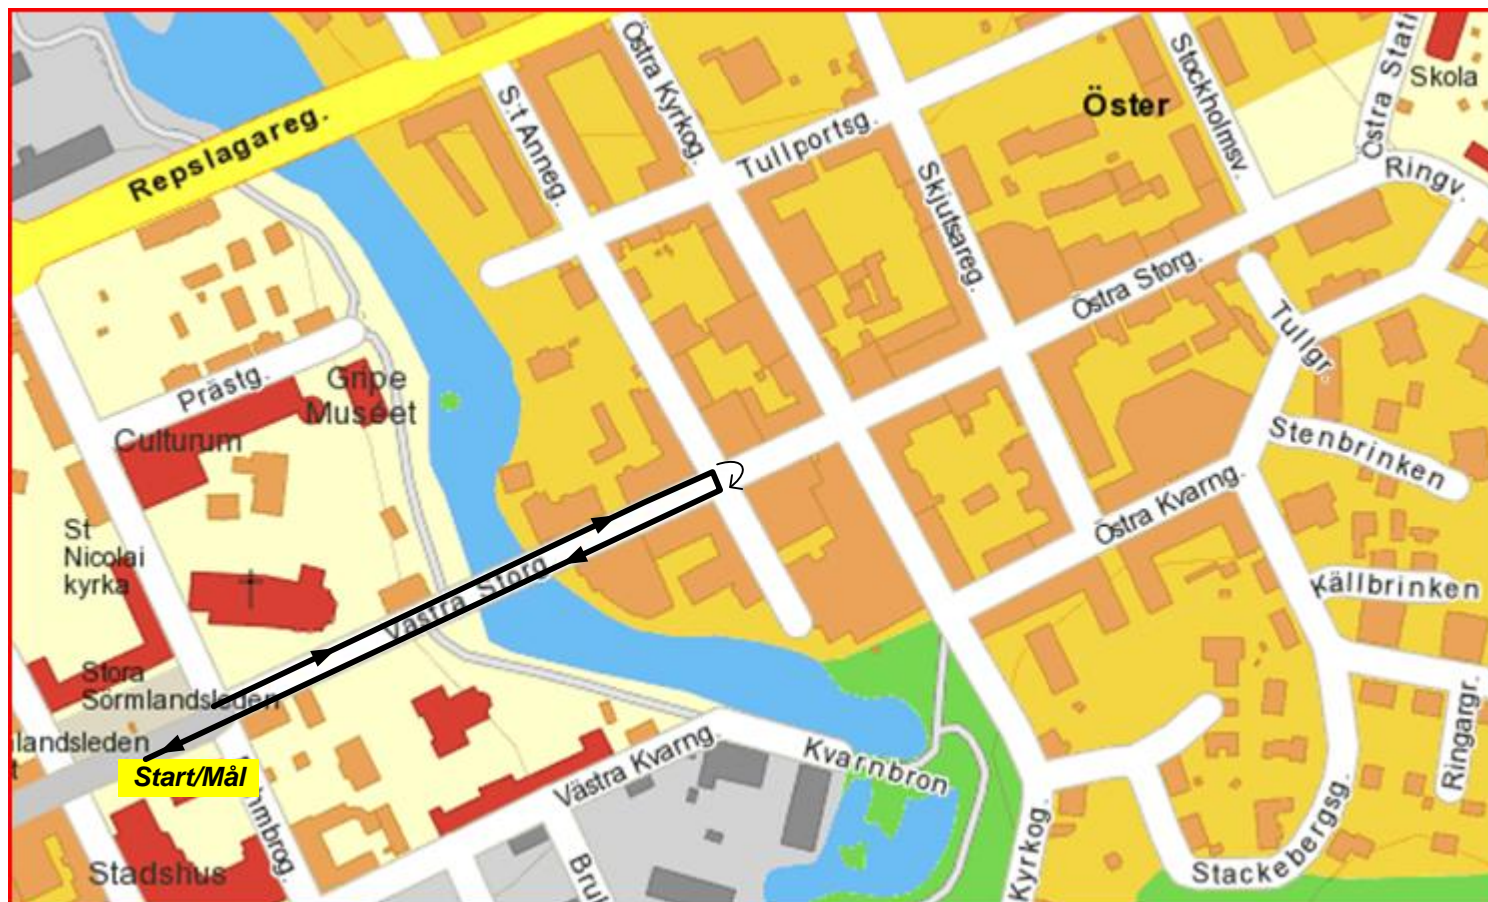 Östra Kyrkog.
Stockholmsv.
Östra Stati
Skola
Öster
S:t Anneg.
Repslagareg.
Tullportsg.
Skjutsareg.
Ringv.
Östra Storg.
Tullgr.
Prästg.
Gripe
Museet
Culturum
Stenbrinken
Östra Kvarng.
St
Nicolai
kyrka
Västra Storg
Källbrinken
Stora
Sörmlandsleden
landsleden
t
Start/Mål
Västra Kvarng.
Kvarnbron
Ringargr.
mmbrog.
Stadshus
Bruk
Kyrkog.
Stackebergsg.